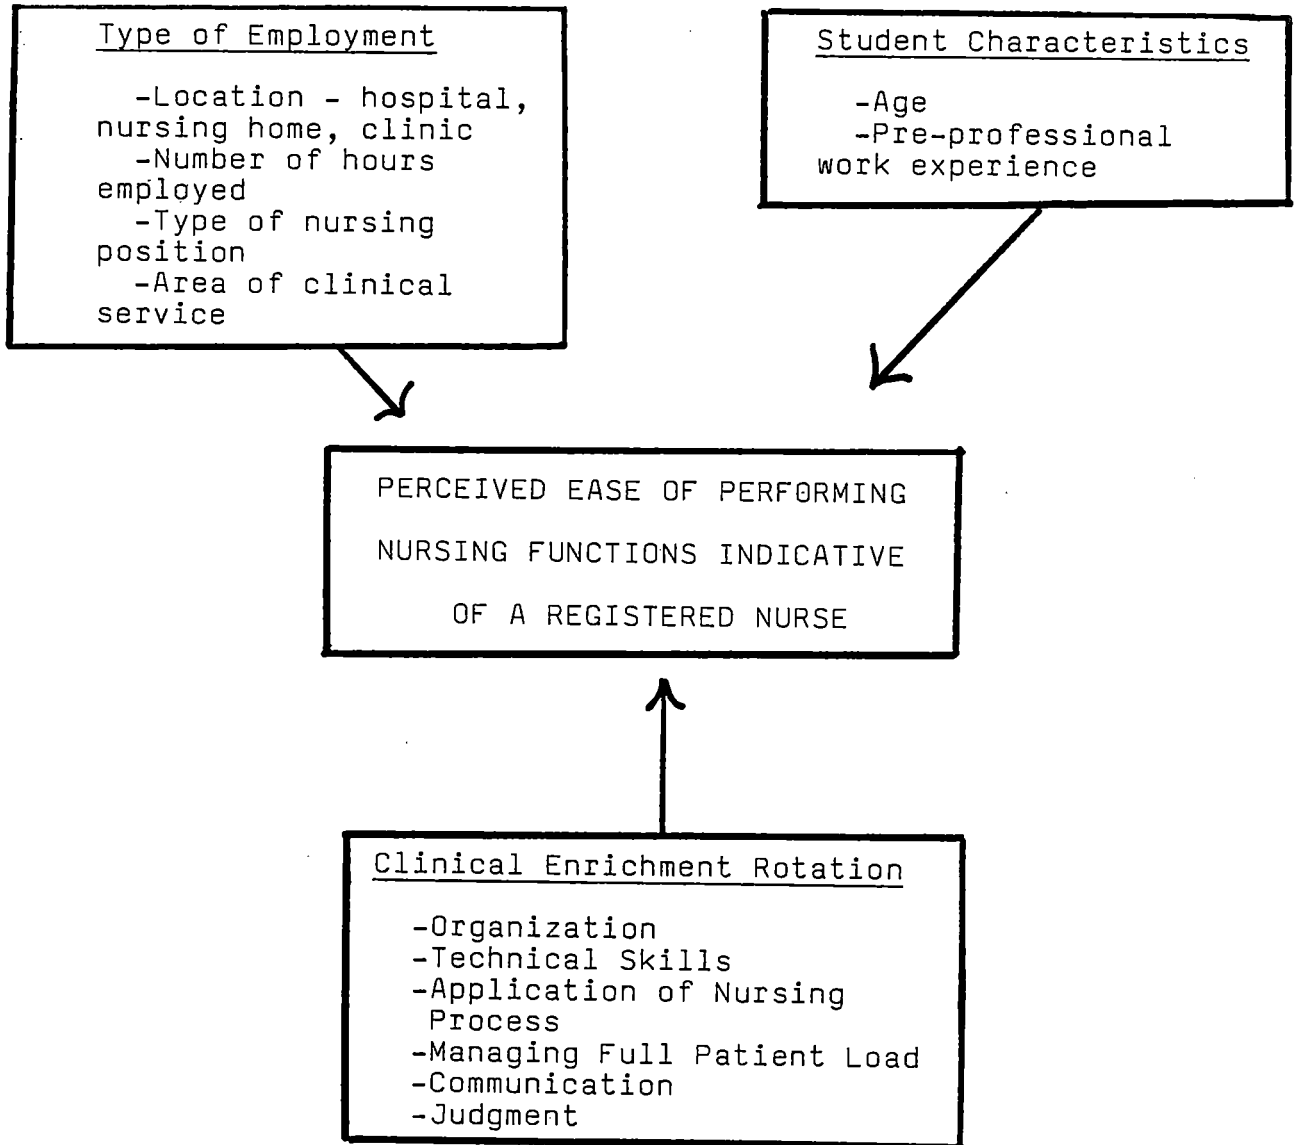 Type of Employment
-Location - hospital,
nursing home, clinic
-Number of hours
employed
-Type of nursing
position
-Area of clinical
service
Student Characteristics
-Age
-Pre-professional
work experience
PERCEIVED EASE OF PERFORMING
NURSING FUNCTIONS INDICATIVE
OF A REGISTERED NURSE
Clinical Enrichment Rotation
-Organization
-Technical Skills
-Application of Nursing
Process
-Managing Full Patient Load
-Communication
-Judgment